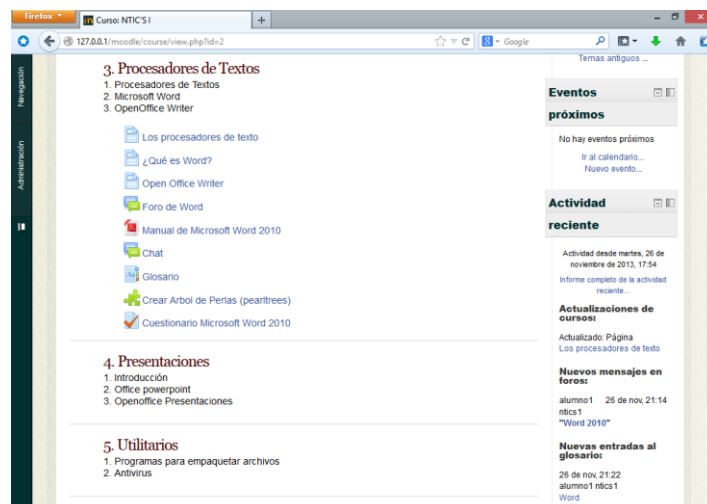 Firefox
Curso: NTIC'S I
127.0.0.1/moodle/course/view.php?id=2
Google
Navegación
Administración
3. Procesadores de Textos
1. Procesadores de Textos
2. Microsoft Word
3. OpenOffice Writer
Los procesadores de texto
¿Qué es Word?
Open Office Writer
Foro de Word
Manual de Microsoft Word 2010
Chat
Glosario
Crear Arbol de Perlas (pearltrees)
Cuestionario Microsoft Word 2010
4. Presentaciones
1. Introducción
2. Office powerpoint
3. Openoffice Presentaciones
5. Utilitarios
1. Programas para empaquetar archivos
2. Antivirus
Temas antiguos ...
Eventos
próximos
No hay eventos próximos
Ir al calendario...
Nuevo evento...
Actividad
reciente
Actividad desde martes, 26 de
noviembre de 2013, 17:54
Informe completo de la actividad
reciente...
Actualizaciones de
cursos:
Actualizado: Página
Los procesadores de texto
Nuevos mensajes en
foros:
alumno1 26 de nov, 21:14
ntics1
"Word 2010"
Nuevas entradas al
glosario:
26 de nov, 21:22
alumno1 ntics1
Word